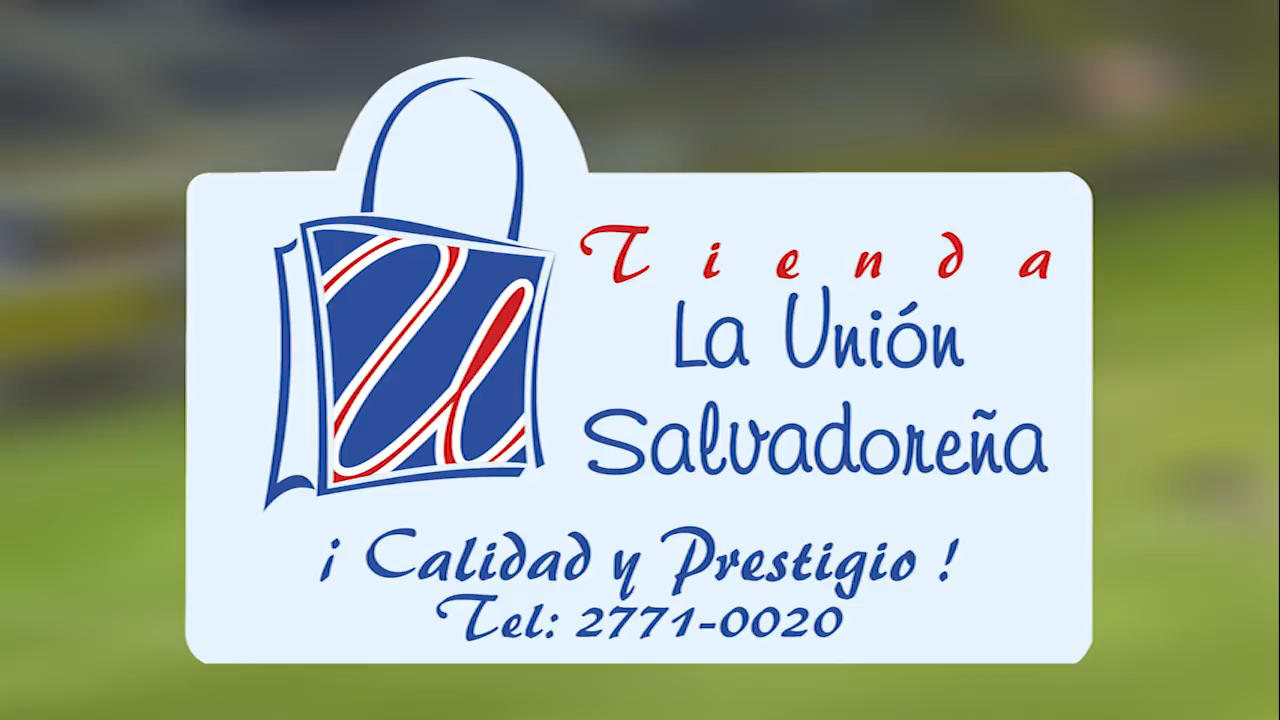 Tienda
La Unión
Salvadoreña
¡ Calidad y Prestigio !
Tel: 2771-0020